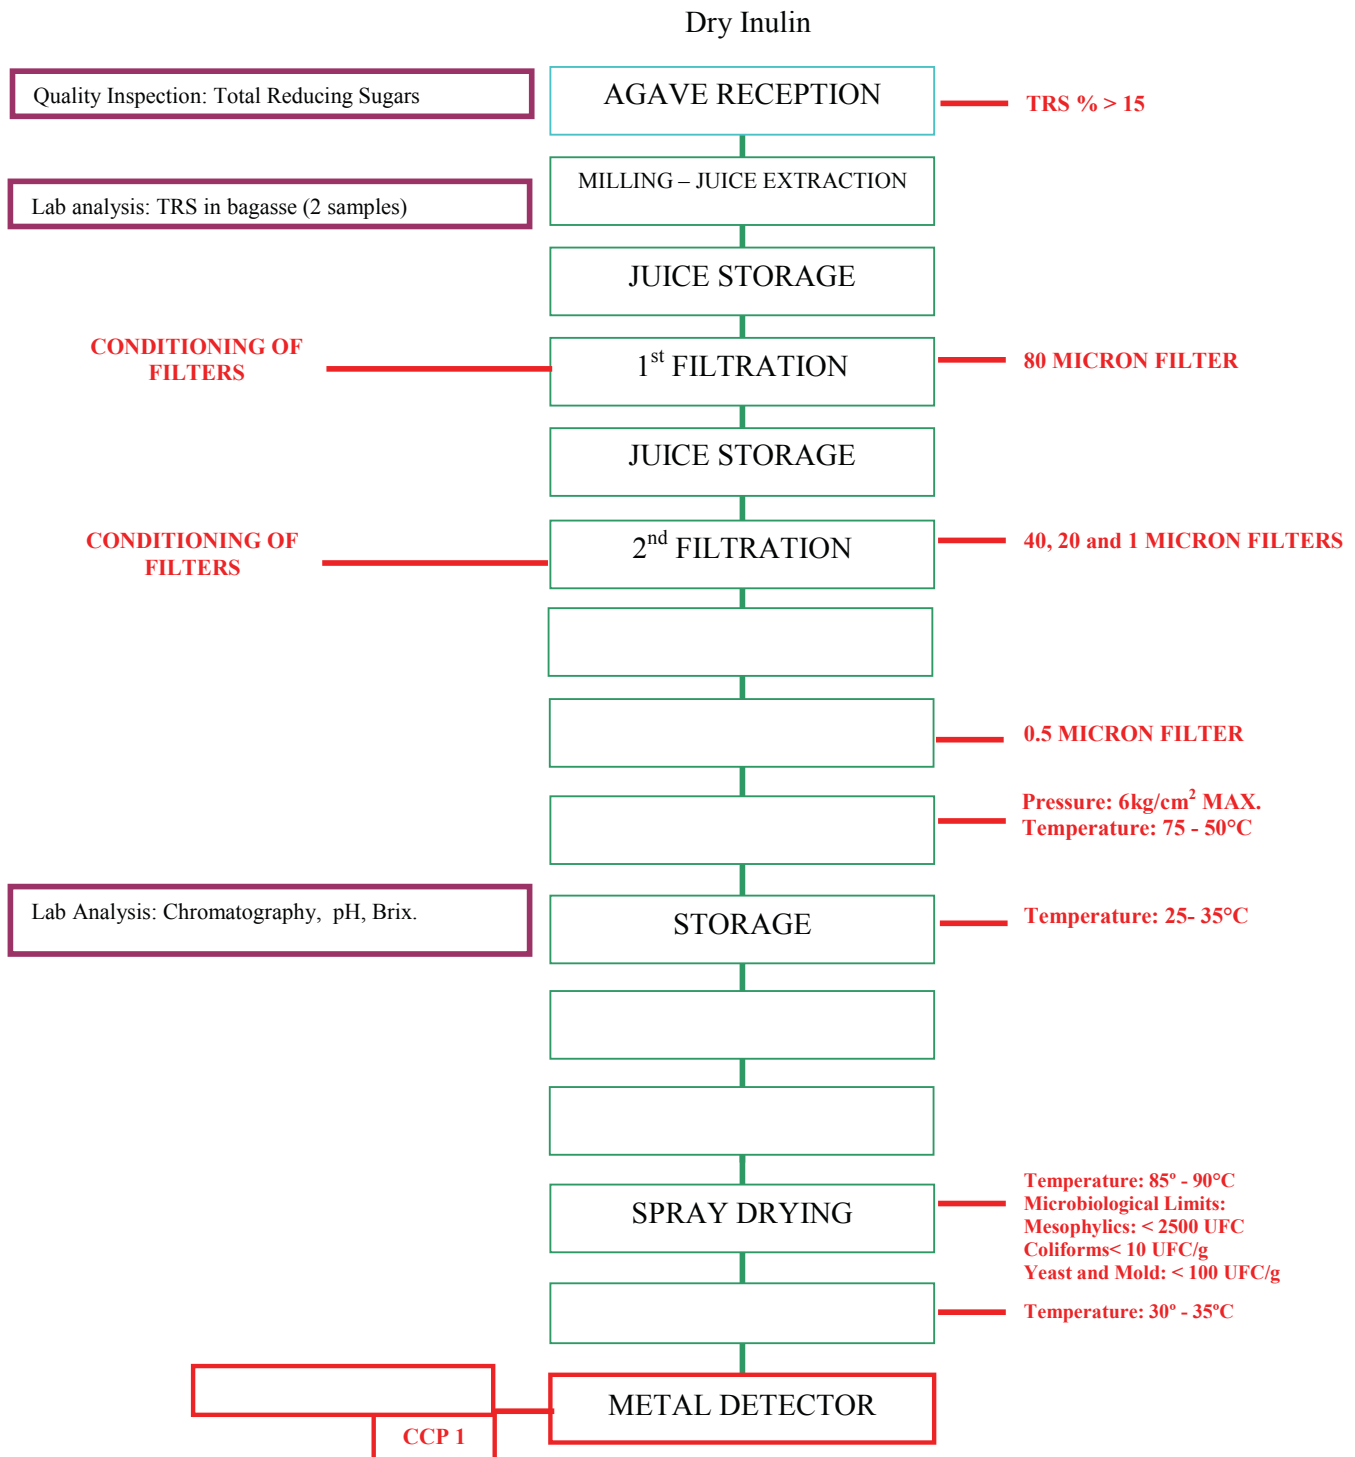 Dry Inulin
Quality Inspection: Total Reducing Sugars
AGAVE RECEPTION
TRS % > 15
MILLING – JUICE EXTRACTION
Lab analysis: TRS in bagasse (2 samples)
JUICE STORAGE
CONDITIONING OF
FILTERS
1st FILTRATION
80 MICRON FILTER
JUICE STORAGE
CONDITIONING OF
FILTERS
2nd FILTRATION
40, 20 and 1 MICRON FILTERS
0.5 MICRON FILTER
Pressure: 6kg/cm2 MAX.
Temperature: 75 - 50°C
Lab Analysis: Chromatography,  pH, Brix.
STORAGE
Temperature: 25- 35°C
SPRAY DRYING
Temperature: 85º - 90°C
Microbiological Limits:
Mesophylics: < 2500 UFC
Coliforms< 10 UFC/g
Yeast and Mold: < 100 UFC/g
Temperature: 30º - 35ºC
METAL DETECTOR
CCP 1